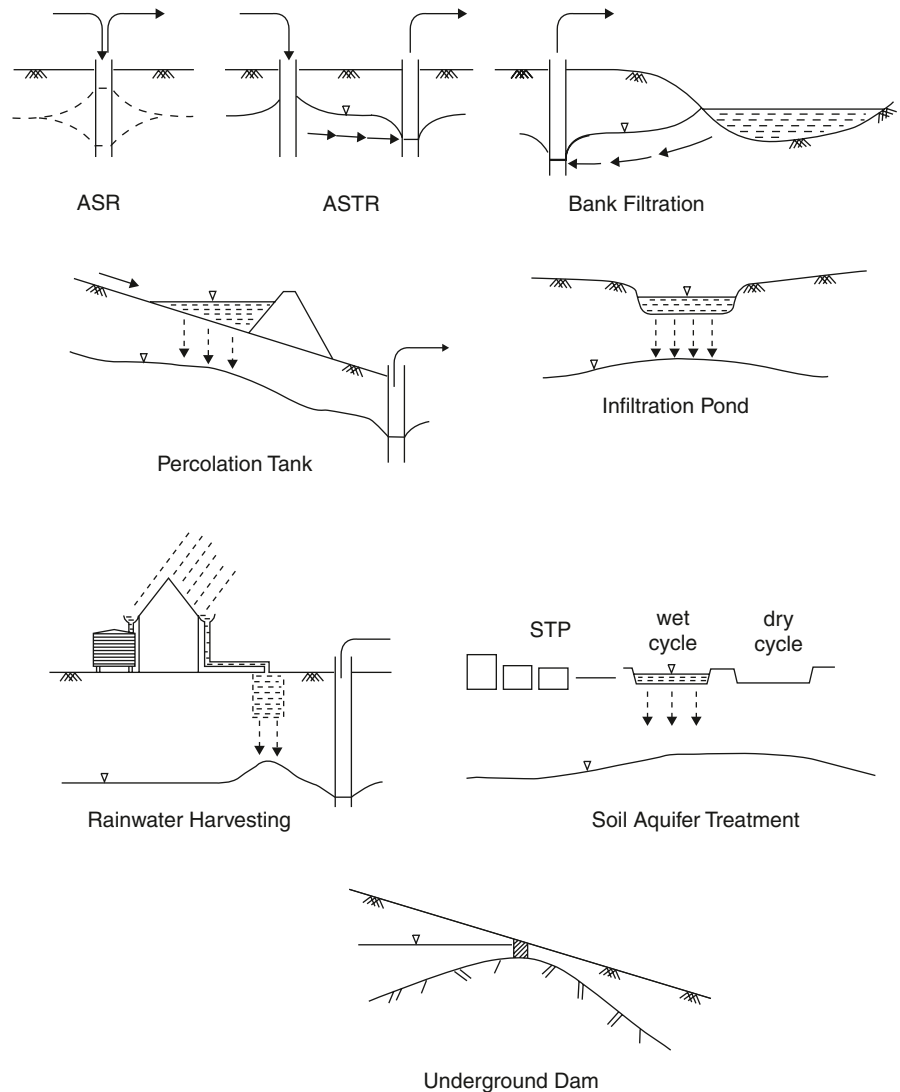 ASR
ASTR
Bank Filtration
Percolation Tank
Infiltration Pond
Rainwater Harvesting
STP
wet
cycle
dry
cycle
Soil Aquifer Treatment
Underground Dam